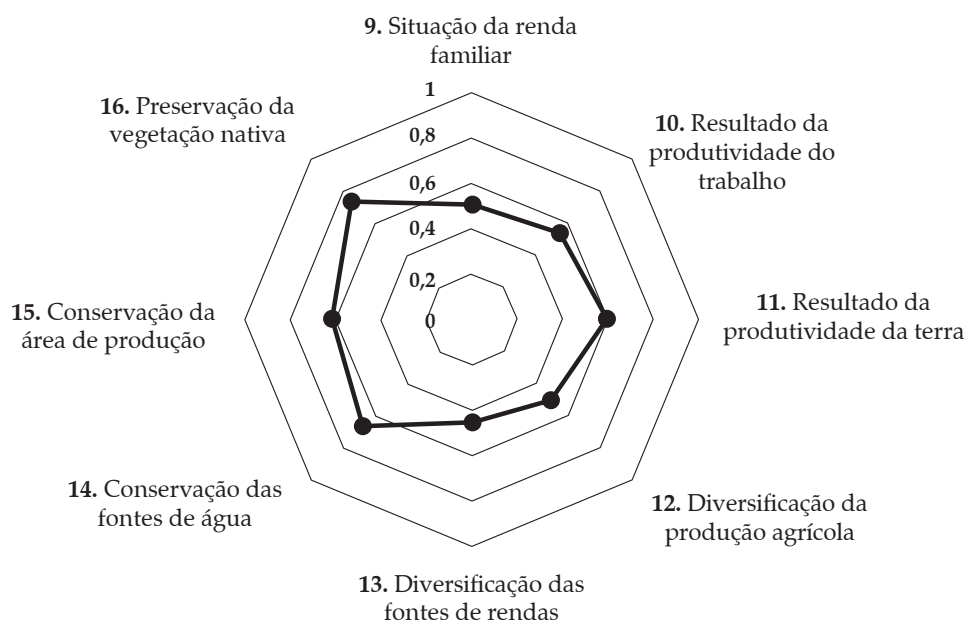 9. Situação da renda
familiar
10. Resultado da
produtividade do
trabalho
11. Resultado da
produtividade da terra
12. Diversificação da
produção agrícola
13. Diversificação das
fontes de rendas
14. Conservação das
fontes de água
15. Conservação da
área de produção
16. Preservação da
vegetação nativa
1
0,8
0,6
0,4
0,2
0